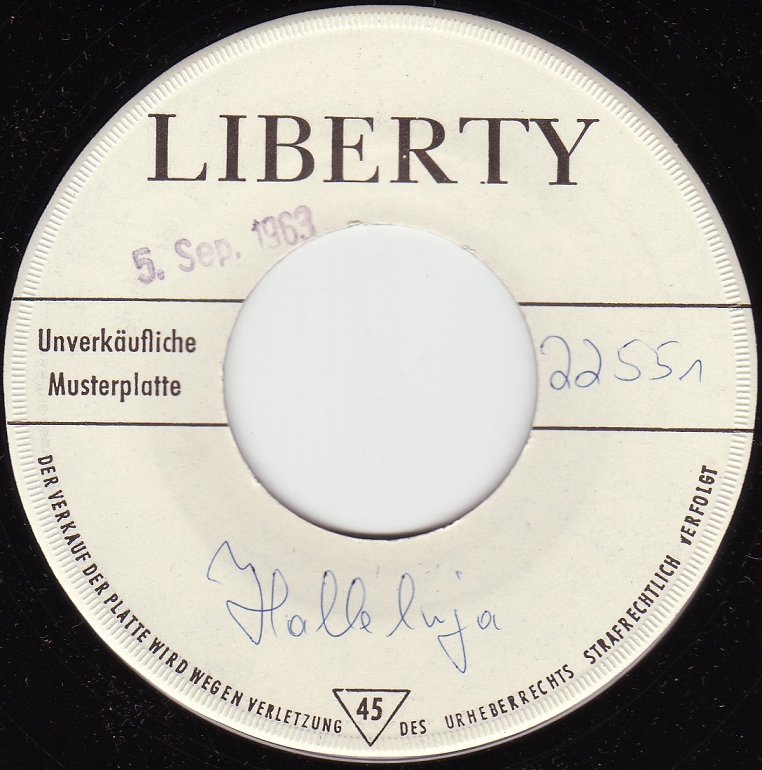 LIBERTY
5. Sep. 1963
Unverkäufliche
Musterplatte
22551
Halleluja
DER VERKAUF DER PLATTE WIRD WEGEN VERLETZUNG DES URHEBERRECHTS STRAFRECHTLICH VERFOLGT
45